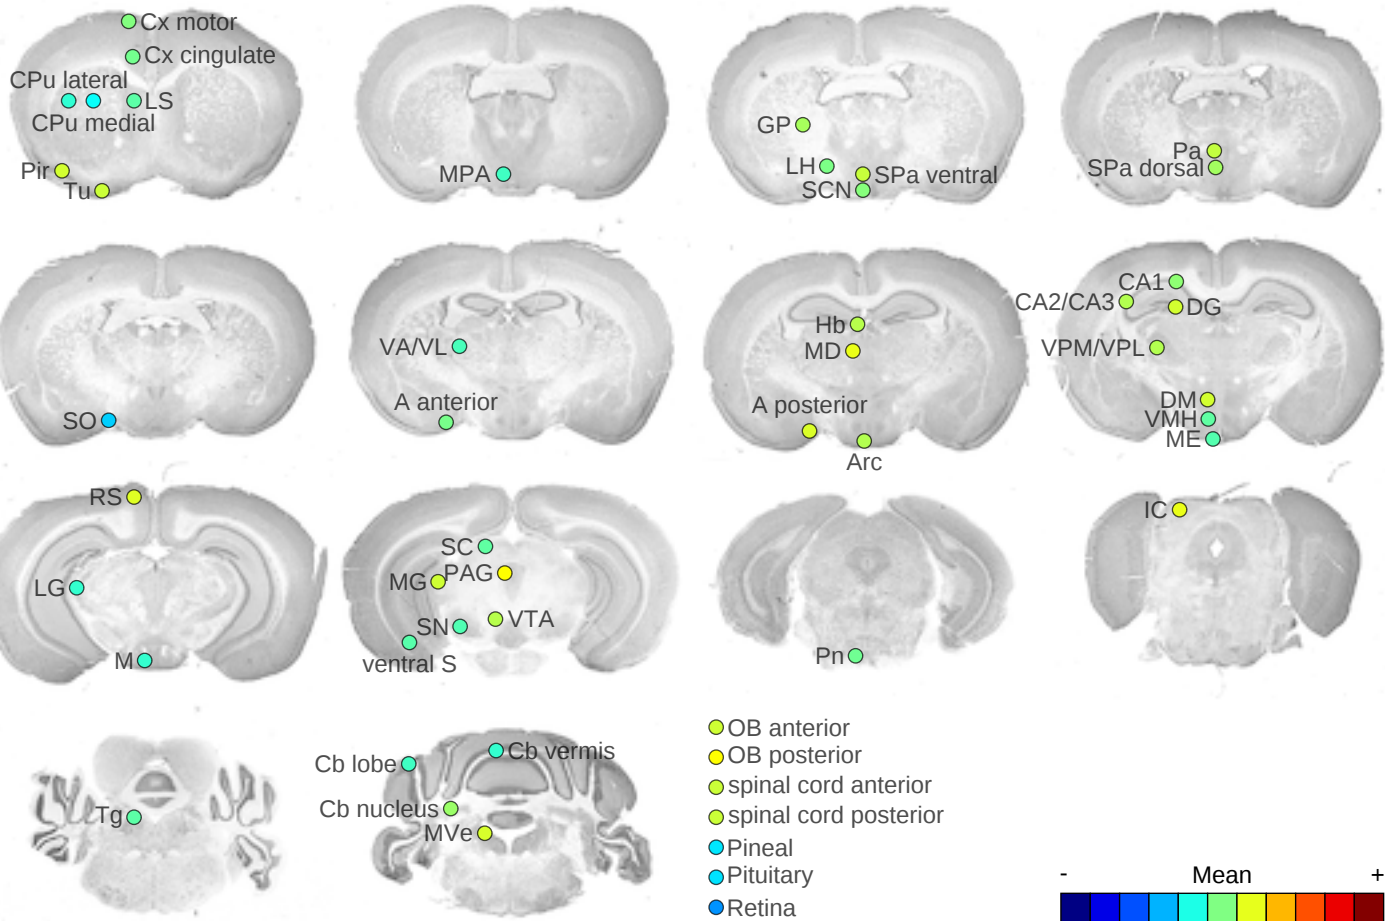 Cx motor
Cx cingulate
CPu lateral
LS
CPu medial
Pir
Tu
MPA
GP
LH
SPa ventral
SCN
Pa
SPa dorsal
SO
VA/VL
A anterior
Hb
MD
A posterior
Arc
CA1
CA2/CA3
DG
VPM/VPL
DM
VMH
ME
RS
LG
M
SC
MG
PAG
SN
VTA
ventral S
Pn
IC
Tg
Cb lobe
Cb vermis
Cb nucleus
MVe
OB anterior
OB posterior
spinal cord anterior
spinal cord posterior
Pineal
Pituitary
Retina
- Mean +